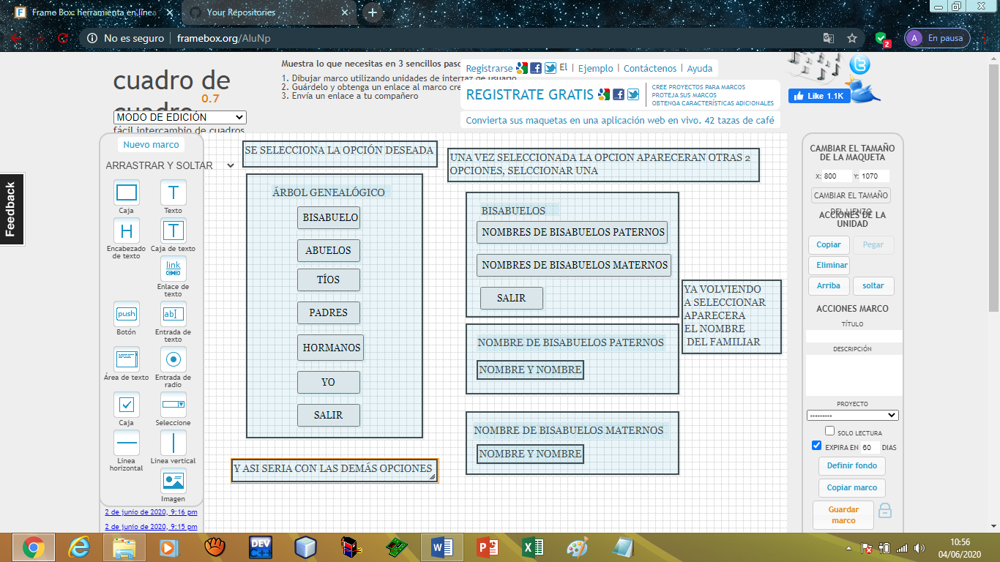 Frame Box: herramienta en línea
Your Repositories
No es seguro
framebox.org/AluNp
2
A
En pausa
cuadro de
cuadro
0.7
MODO DE EDICIÓN
fácil intercambio de cuadros
Muestra lo que necesitas en 3 sencillos paso
1. Dibujar marco utilizando unidades de interfaz de usuario
2. Guárdelo y obtenga un enlace al marco cre
3. Envía un enlace a tu compañero
Registrarse
El
Ejemplo
Contáctenos
Ayuda
REGISTRATE GRATIS
CREE PROYECTOS PARA MARCOS
PROTEJA SUS MARCOS
OBTENGA CARACTERÍSTICAS ADICIONALES
Convierta sus maquetas en una aplicación web en vivo. 42 tazas de café
Like 1.1K
Feedback
Nuevo marco
ARRASTRAR Y SOLTAR
Caja
T
Texto
H
Encabezado
de texto
T
Caja de texto
link
Enlace de
texto
push
Botón
ab
Entrada de
texto
Área de texto
Entrada de
radio
Caja
Seleccione
Línea
horizontal
Línea vertical
Imagen
2 de junio de 2020, 9:16 pm
2 de junio de 2020, 9:15 pm
SE SELECCIONA LA OPCIÓN DESEADA
ÁRBOL GENEALÓGICO
BISABUELO
ABUELOS
TÍOS
PADRES
HORMANOS
YO
SALIR
Y ASI SERIA CON LAS DEMÁS OPCIONES
UNA VEZ SELECCIONADA LA OPCION APARECERAN OTRAS 2
OPCIONES, SELCCIONAR UNA
BISABUELOS
NOMBRES DE BISABUELOS PATERNOS
NOMBRES DE BISABUELOS MATERNOS
SALIR
NOMBRE DE BISABUELOS PATERNOS
NOMBRE Y NOMBRE
NOMBRE DE BISABUELOS MATERNOS
NOMBRE Y NOMBRE
YA VOLVIENDO
A SELECCIONAR
APARECERA
EL NOMBRE
DEL FAMILIAR
CAMBIAR EL TAMAÑO
DE LA MAQUETA
X: 800 Y: 1070
CAMBIAR EL TAMAÑO
DEL LIENZO
ACCIONES DE LA
UNIDAD
Copiar
Pegar
Eliminar
Arriba
soltar
ACCIONES MARCO
TÍTULO
DESCRIPCIÓN
PROYECTO
---------
SOLO LECTURA
EXPIRA EN 60 DIAS
Definir fondo
Copiar marco
Guardar
marco
DEV
C++
10:56
04/06/2020